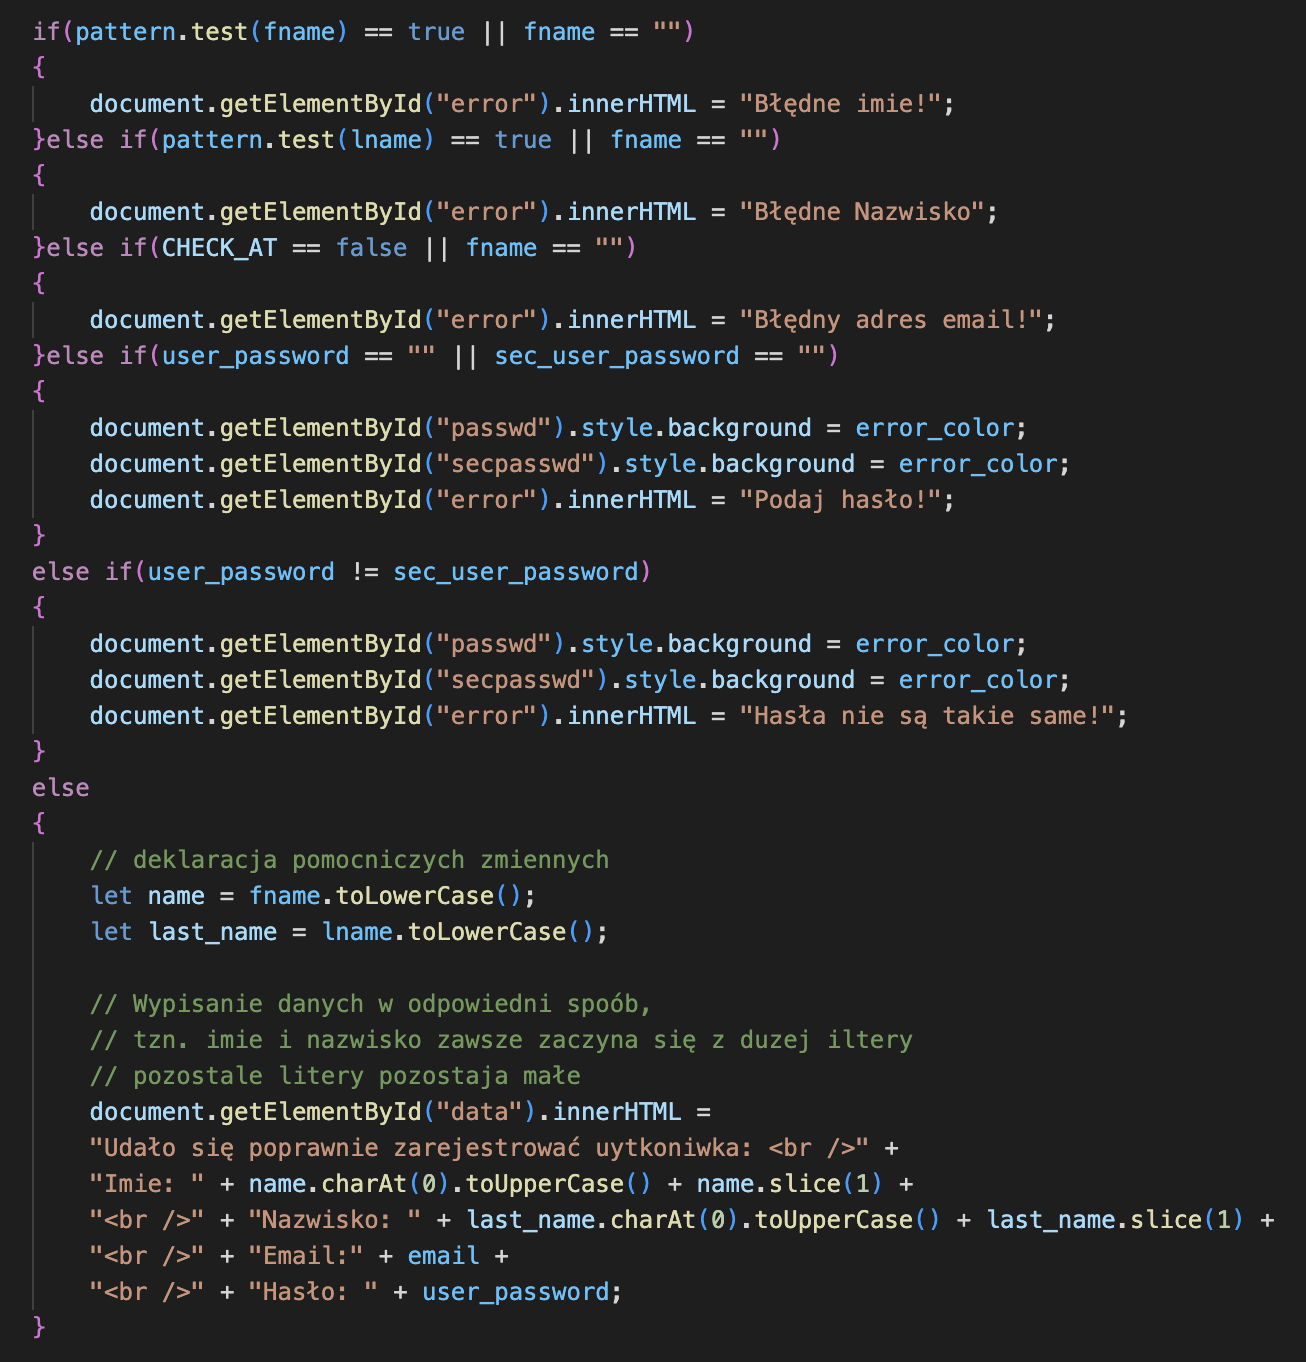 if(pattern.test(fname) == true || fname == "")
{
    document.getElementById("error").innerHTML = "Błędne imie!";
}else if(pattern.test(lname) == true || fname == "")
{
    document.getElementById("error").innerHTML = "Błędne Nazwisko";
}else if(CHECK_AT == false || fname == "")
{
    document.getElementById("error").innerHTML = "Błędny adres email!";
}else if(user_password == "" || sec_user_password == "")
{
    document.getElementById("passwd").style.background = error_color;
    document.getElementById("secpasswd").style.background = error_color;
    document.getElementById("error").innerHTML = "Podaj hasło!";
}
else if(user_password != sec_user_password)
{
    document.getElementById("passwd").style.background = error_color;
    document.getElementById("secpasswd").style.background = error_color;
    document.getElementById("error").innerHTML = "Hasła nie są takie same!";
}
else
{
    // deklaracja pomocniczych zmiennych
    let name = fname.toLowerCase();
    let last_name = lname.toLowerCase();

    // Wypisanie danych w odpowiedni spoób,
    // tzn. imie i nazwisko zawsze zaczyna się z duzej iltery
    // pozostale litery pozostaja małe
    document.getElementById("data").innerHTML =
    "Udało się poprawnie zarejestrować uytkoniwka: <br />" +
    "Imie: " + name.charAt(0).toUpperCase() + name.slice(1) +
    "<br />" + "Nazwisko: " + last_name.charAt(0).toUpperCase() + last_name.slice(1) +
    "<br />" + "Email:" + email +
    "<br />" + "Hasło: " + user_password;
}